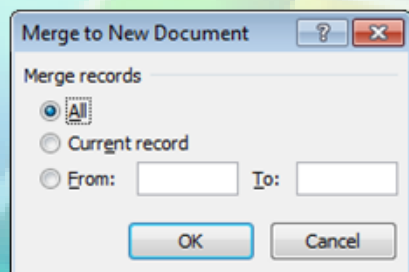 Merge to New Document
Merge records
All
Current record
From: To:
OK Cancel